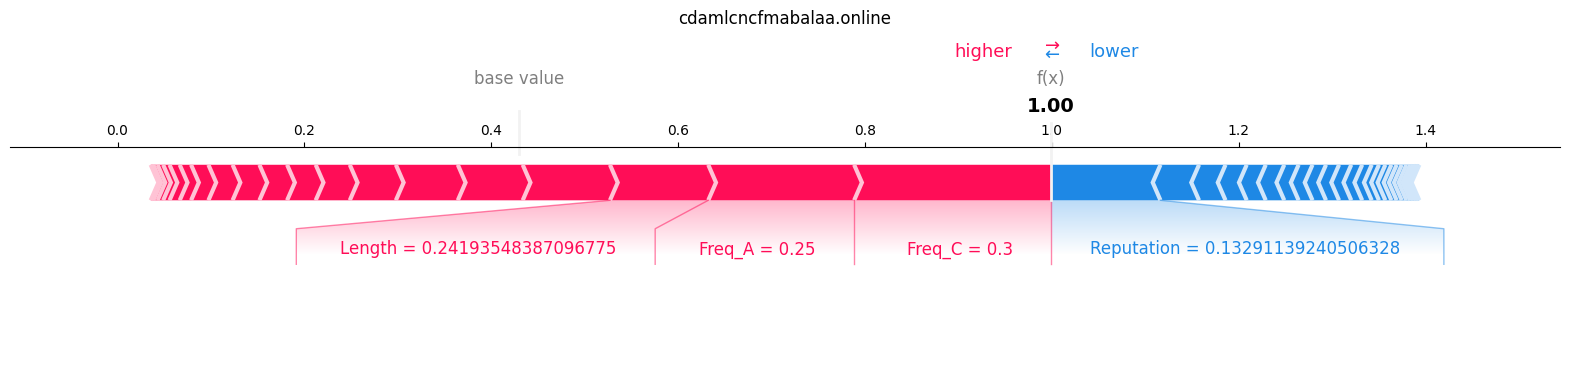 cdamlcncfmabalaa.online
higher ⇄ lower
base value f(x)
1.00
0.0 0.2 0.4 0.6 0.8 1.0 1.2 1.4
Length = 0.24193548387096775 Freq_A = 0.25 Freq_C = 0.3 Reputation = 0.13291139240506328